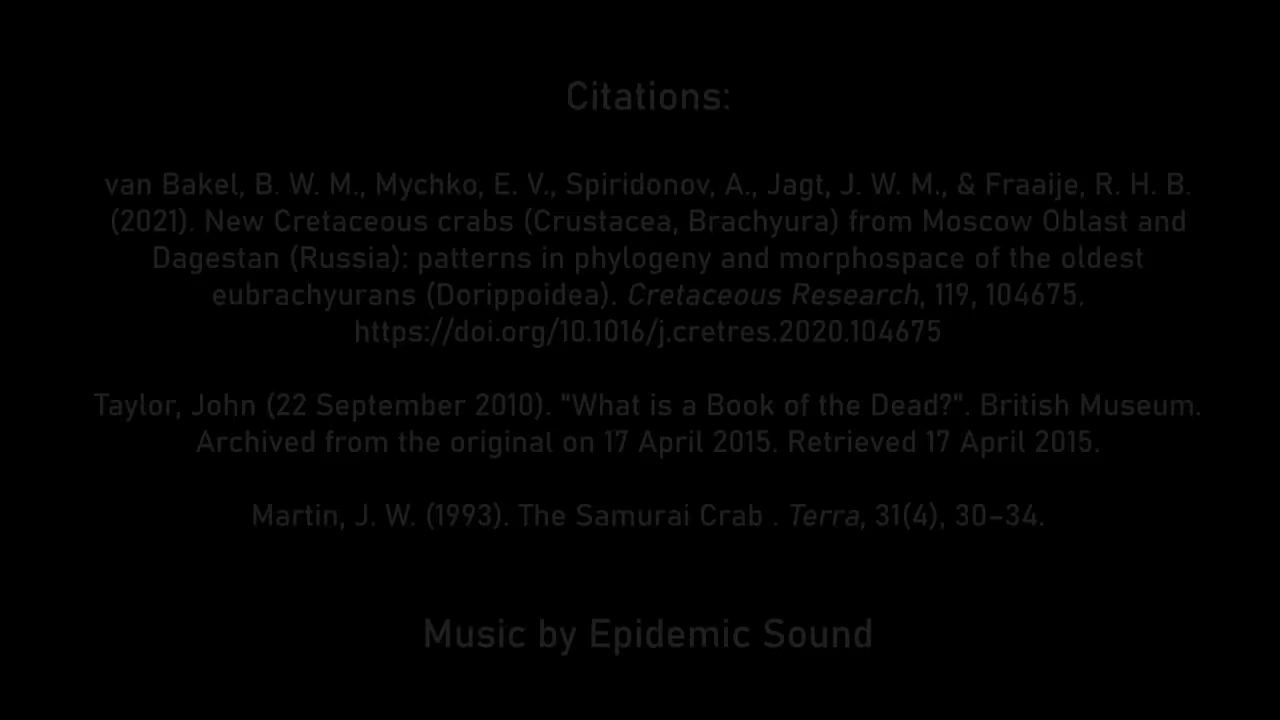 Citations:
van Bakel, B. W. M., Mychko, E. V., Spiridonov, A., Jagt, J. W. M., & Fraaije, R. H. B.
(2021). New Cretaceous crabs (Crustacea, Brachyura) from Moscow Oblast and
Dagestan (Russia): patterns in phylogeny and morphospace of the oldest
eubrachyurans (Dorippoidea). Cretaceous Research, 119, 104675.
https://doi.org/10.1016/j.cretres.2020.104675
Taylor, John (22 September 2010). "What is a Book of the Dead?". British Museum.
Archived from the original on 17 April 2015. Retrieved 17 April 2015.
Martin, J. W. (1993). The Samurai Crab . Terra, 31(4), 30–34.
Music by Epidemic Sound